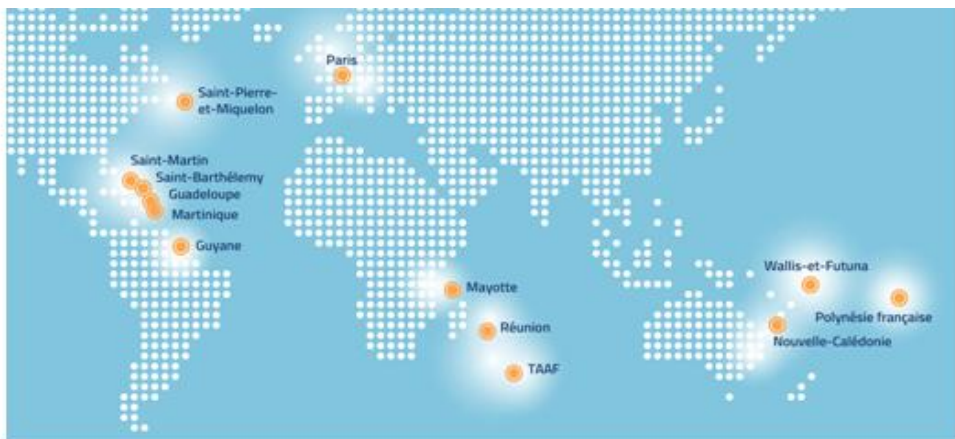 Paris
Saint-Pierre-
et-Miquelon
Saint-Martin
Saint-Barthélemy
Guadeloupe
Martinique
Guyane
Mayotte
Réunion
TAAF
Wallis-et-Futuna
Polynésie française
Nouvelle-Calédonie